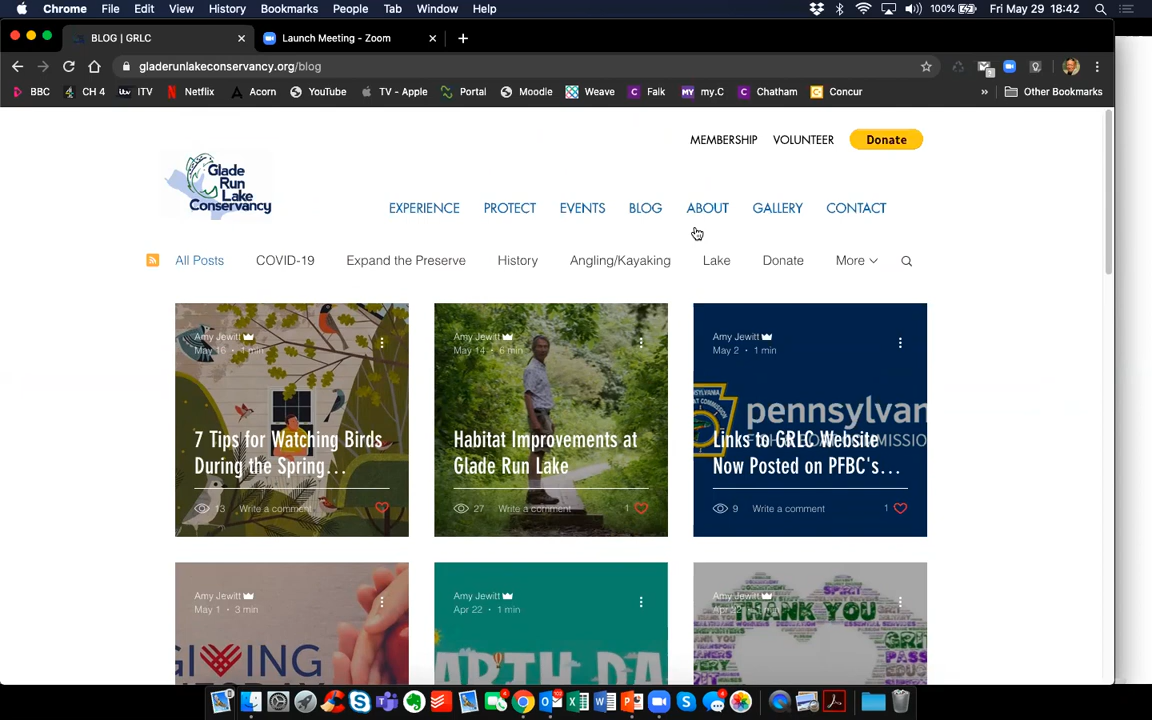 Chrome File Edit View History Bookmarks People Tab Window Help 100% Fri May 29 18:42
BLOG | GRLC Launch Meeting - Zoom
gladerunlakeconservancy.org/blog
BBC CH 4 ITV Netflix Acorn YouTube TV - Apple Portal Moodle Weave Falk my.C Chatham Concur » Other Bookmarks
MEMBERSHIP VOLUNTEER Donate
Glade
Run
Lake
Conservancy
EXPERIENCE PROTECT EVENTS BLOG ABOUT GALLERY CONTACT
All Posts COVID-19 Expand the Preserve History Angling/Kayaking Lake Donate More
Amy Jewitt
May 16 · 1 min
7 Tips for Watching Birds
During the Spring...
13 Write a comment
Amy Jewitt
May 14 · 6 min
Habitat Improvements at
Glade Run Lake
27 Write a comment 1
Amy Jewitt
May 2 · 1 min
pennsylvan
Links to GRLC Website
Now Posted on PFBC's...
9 Write a comment 1
Amy Jewitt
May 1 · 3 min
GIVING
Amy Jewitt
Apr 22 · 1 min
EARTH DA
Amy Jewitt
THANK YOU